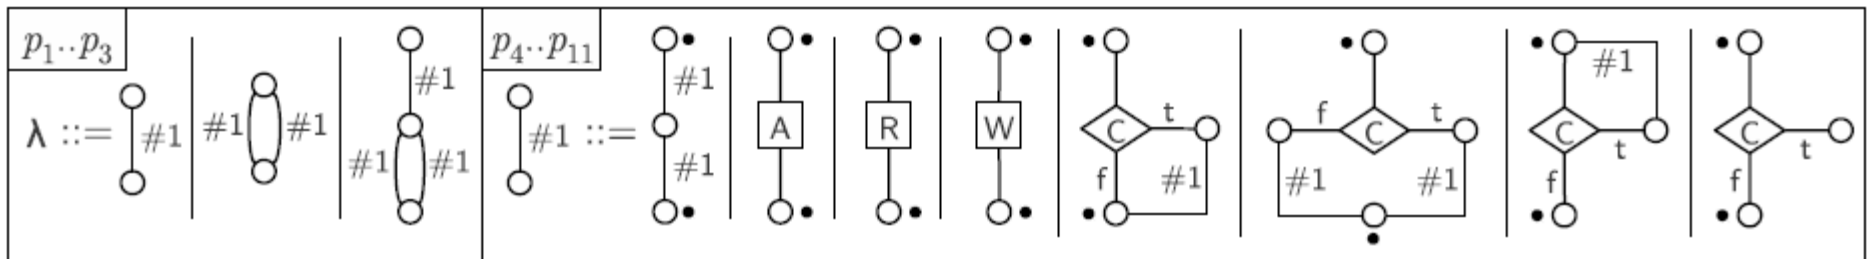 p₁..p₃
λ ::= #1
#1 #1
#1
#1 #1
p₄..p₁₁
#1 ::=
#1
#1
A
R
W
C t
f #1
f C t
#1 #1
#1
C
t
f
C
t
f